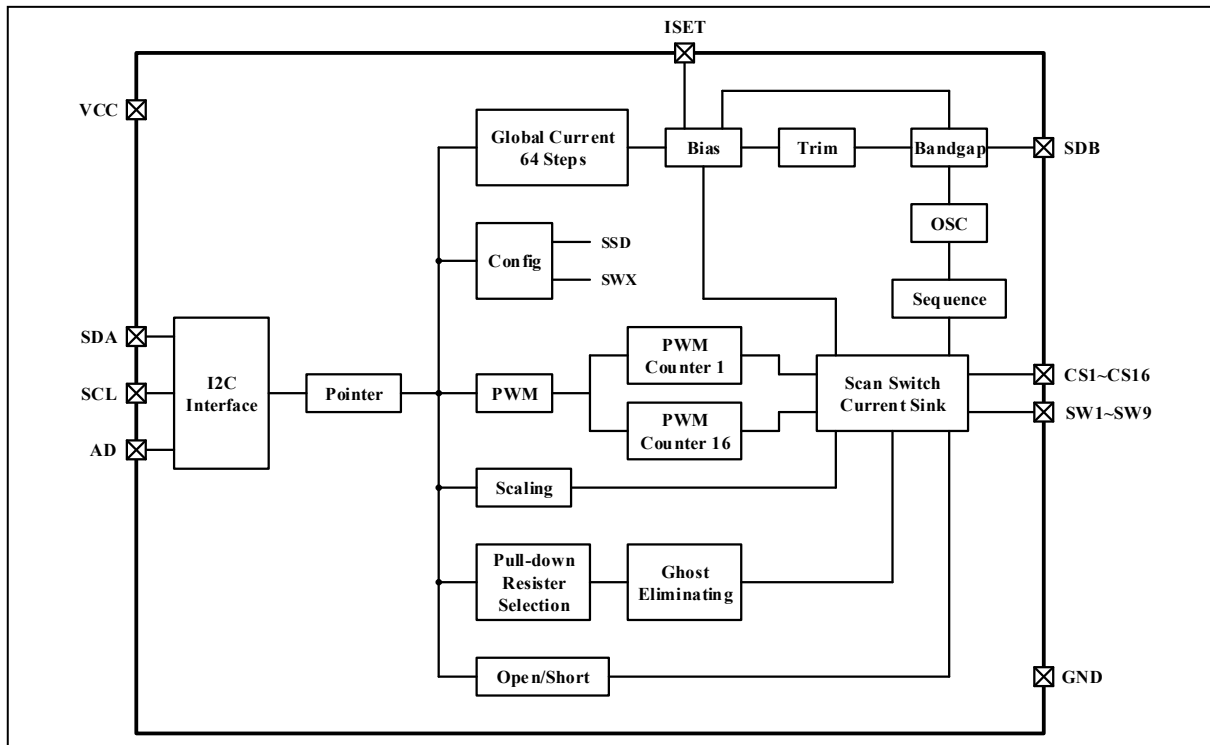 ISET
VCC
Global Current
64 Steps
Bias
Trim
Bandgap
SDB
OSC
Config
SSD
SWX
Sequence
SDA
SCL
AD
I2C
Interface
Pointer
PWM
PWM
Counter 1
PWM
Counter 16
Scan Switch
Current Sink
CS1~CS16
SW1~SW9
Scaling
Pull-down
Resister
Selection
Ghost
Eliminating
Open/Short
GND